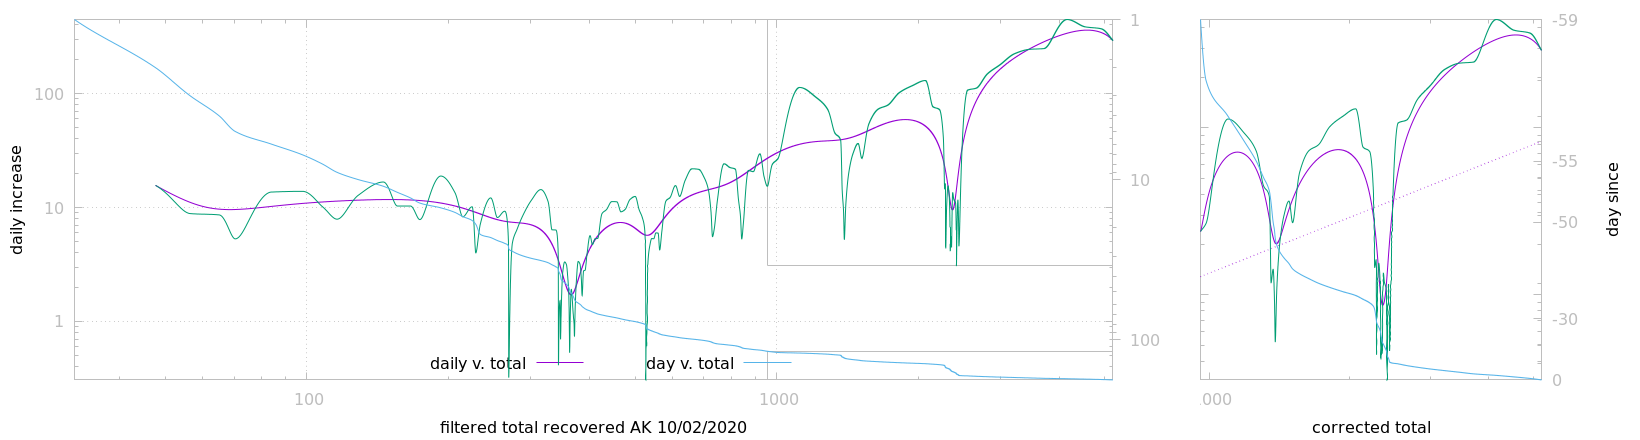 daily increase
100
10
1
100
1000
1
10
100
daily v. total
day v. total
filtered total recovered AK 10/02/2020
.000
-59
-55
-50
-30
0
day since
corrected total